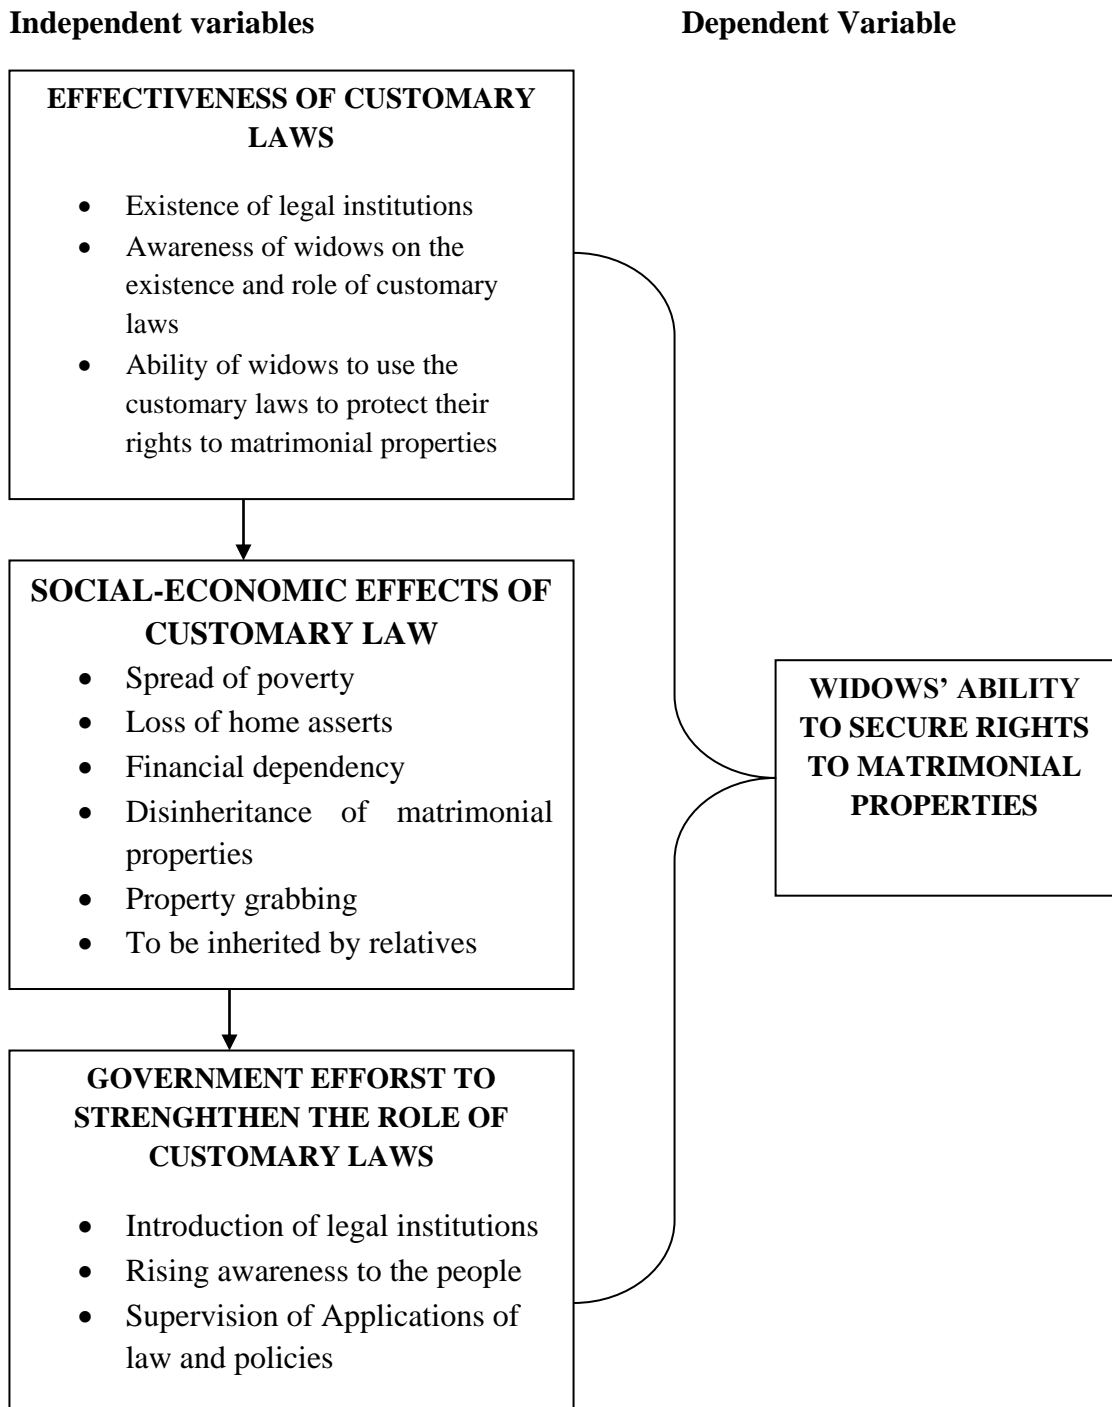 Independent variables
Dependent Variable
EFFECTIVENESS OF CUSTOMARY
LAWS
• Existence of legal institutions
• Awareness of widows on the
existence and role of customary
laws
• Ability of widows to use the
customary laws to protect their
rights to matrimonial properties
SOCIAL-ECONOMIC EFFECTS OF
CUSTOMARY LAW
• Spread of poverty
• Loss of home asserts
• Financial dependency
• Disinheritance of matrimonial
properties
• Property grabbing
• To be inherited by relatives
GOVERNMENT EFFORST TO
STRENGHTHEN THE ROLE OF
CUSTOMARY LAWS
• Introduction of legal institutions
• Rising awareness to the people
• Supervision of Applications of
law and policies
WIDOWS’ ABILITY
TO SECURE RIGHTS
TO MATRIMONIAL
PROPERTIES